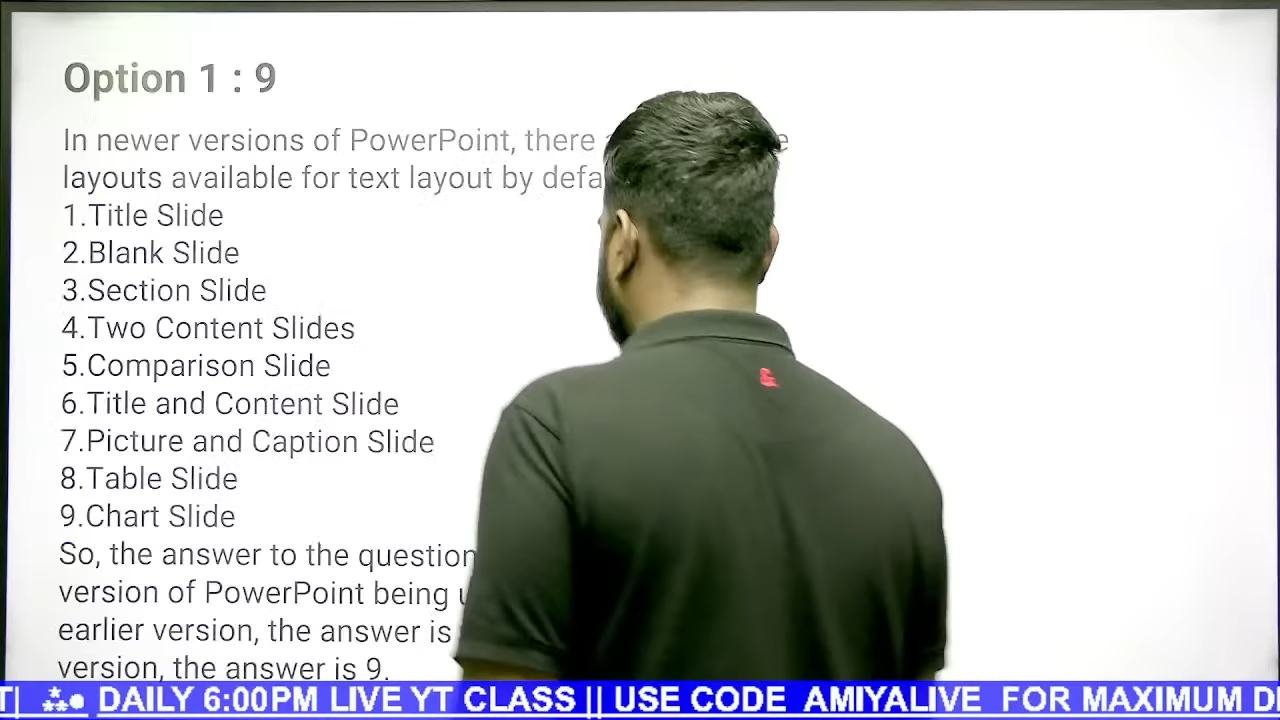 Option 1 : 9
In newer versions of PowerPoint, there
layouts available for text layout by defa
1.Title Slide
2.Blank Slide
3.Section Slide
4.Two Content Slides
5.Comparison Slide
6.Title and Content Slide
7.Picture and Caption Slide
8.Table Slide
9.Chart Slide
So, the answer to the question
version of PowerPoint being
earlier version, the answer is
version, the answer is 9.
T| DAILY 6:00PM LIVE YT CLASS || USE CODE AMIYALIVE FOR MAXIMUM D